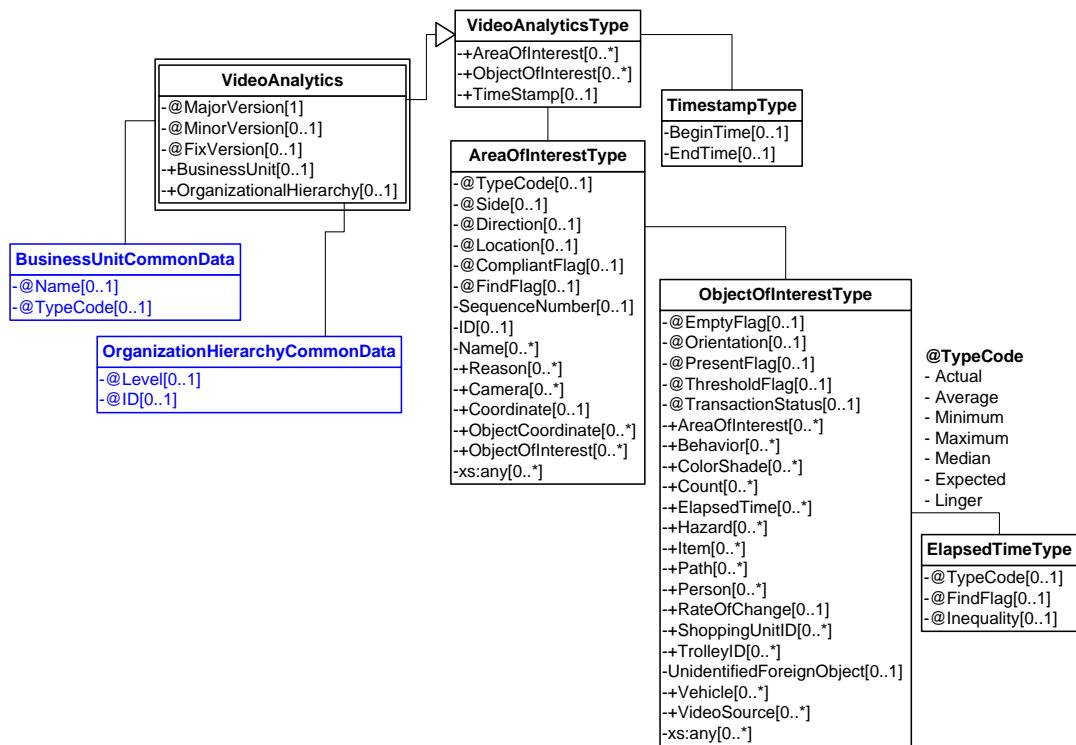 VideoAnalyticsType
-+AreaOfInterest[0..*]
-+ObjectOfInterest[0..*]
-+TimeStamp[0..1]
VideoAnalytics
-@MajorVersion[1]
-@MinorVersion[0..1]
-@FixVersion[0..1]
-+BusinessUnit[0..1]
-+OrganizationalHierarchy[0..1]
TimestampType
-BeginTime[0..1]
-EndTime[0..1]
AreaOfInterestType
-@TypeCode[0..1]
-@Side[0..1]
-@Direction[0..1]
-@Location[0..1]
-@CompliantFlag[0..1]
-@FindFlag[0..1]
-SequenceNumber[0..1]
-ID[0..1]
-Name[0..*]
-+Reason[0..*]
-+Camera[0..*]
-+Coordinate[0..1]
-+ObjectCoordinate[0..*]
-+ObjectOfInterest[0..*]
-xs:any[0..*]
BusinessUnitCommonData
-@Name[0..1]
-@TypeCode[0..1]
OrganizationHierarchyCommonData
-@Level[0..1]
-@ID[0..1]
ObjectOfInterestType
-@EmptyFlag[0..1]
-@Orientation[0..1]
-@PresentFlag[0..1]
-@ThresholdFlag[0..1]
-@TransactionStatus[0..1]
-+AreaOfInterest[0..*]
-+Behavior[0..*]
-+ColorShade[0..*]
-+Count[0..*]
-+ElapsedTime[0..*]
-+Hazard[0..*]
-+Item[0..*]
-+Path[0..*]
-+Person[0..*]
-+RateOfChange[0..1]
-+ShoppingUnitID[0..*]
-+TrolleyID[0..*]
-UnidentifiedForeignObject[0..1]
-+Vehicle[0..*]
-+VideoSource[0..*]
-xs:any[0..*]
@TypeCode
- Actual
- Average
- Minimum
- Maximum
- Median
- Expected
- Linger
ElapsedTimeType
-@TypeCode[0..1]
-@FindFlag[0..1]
-@Inequality[0..1]